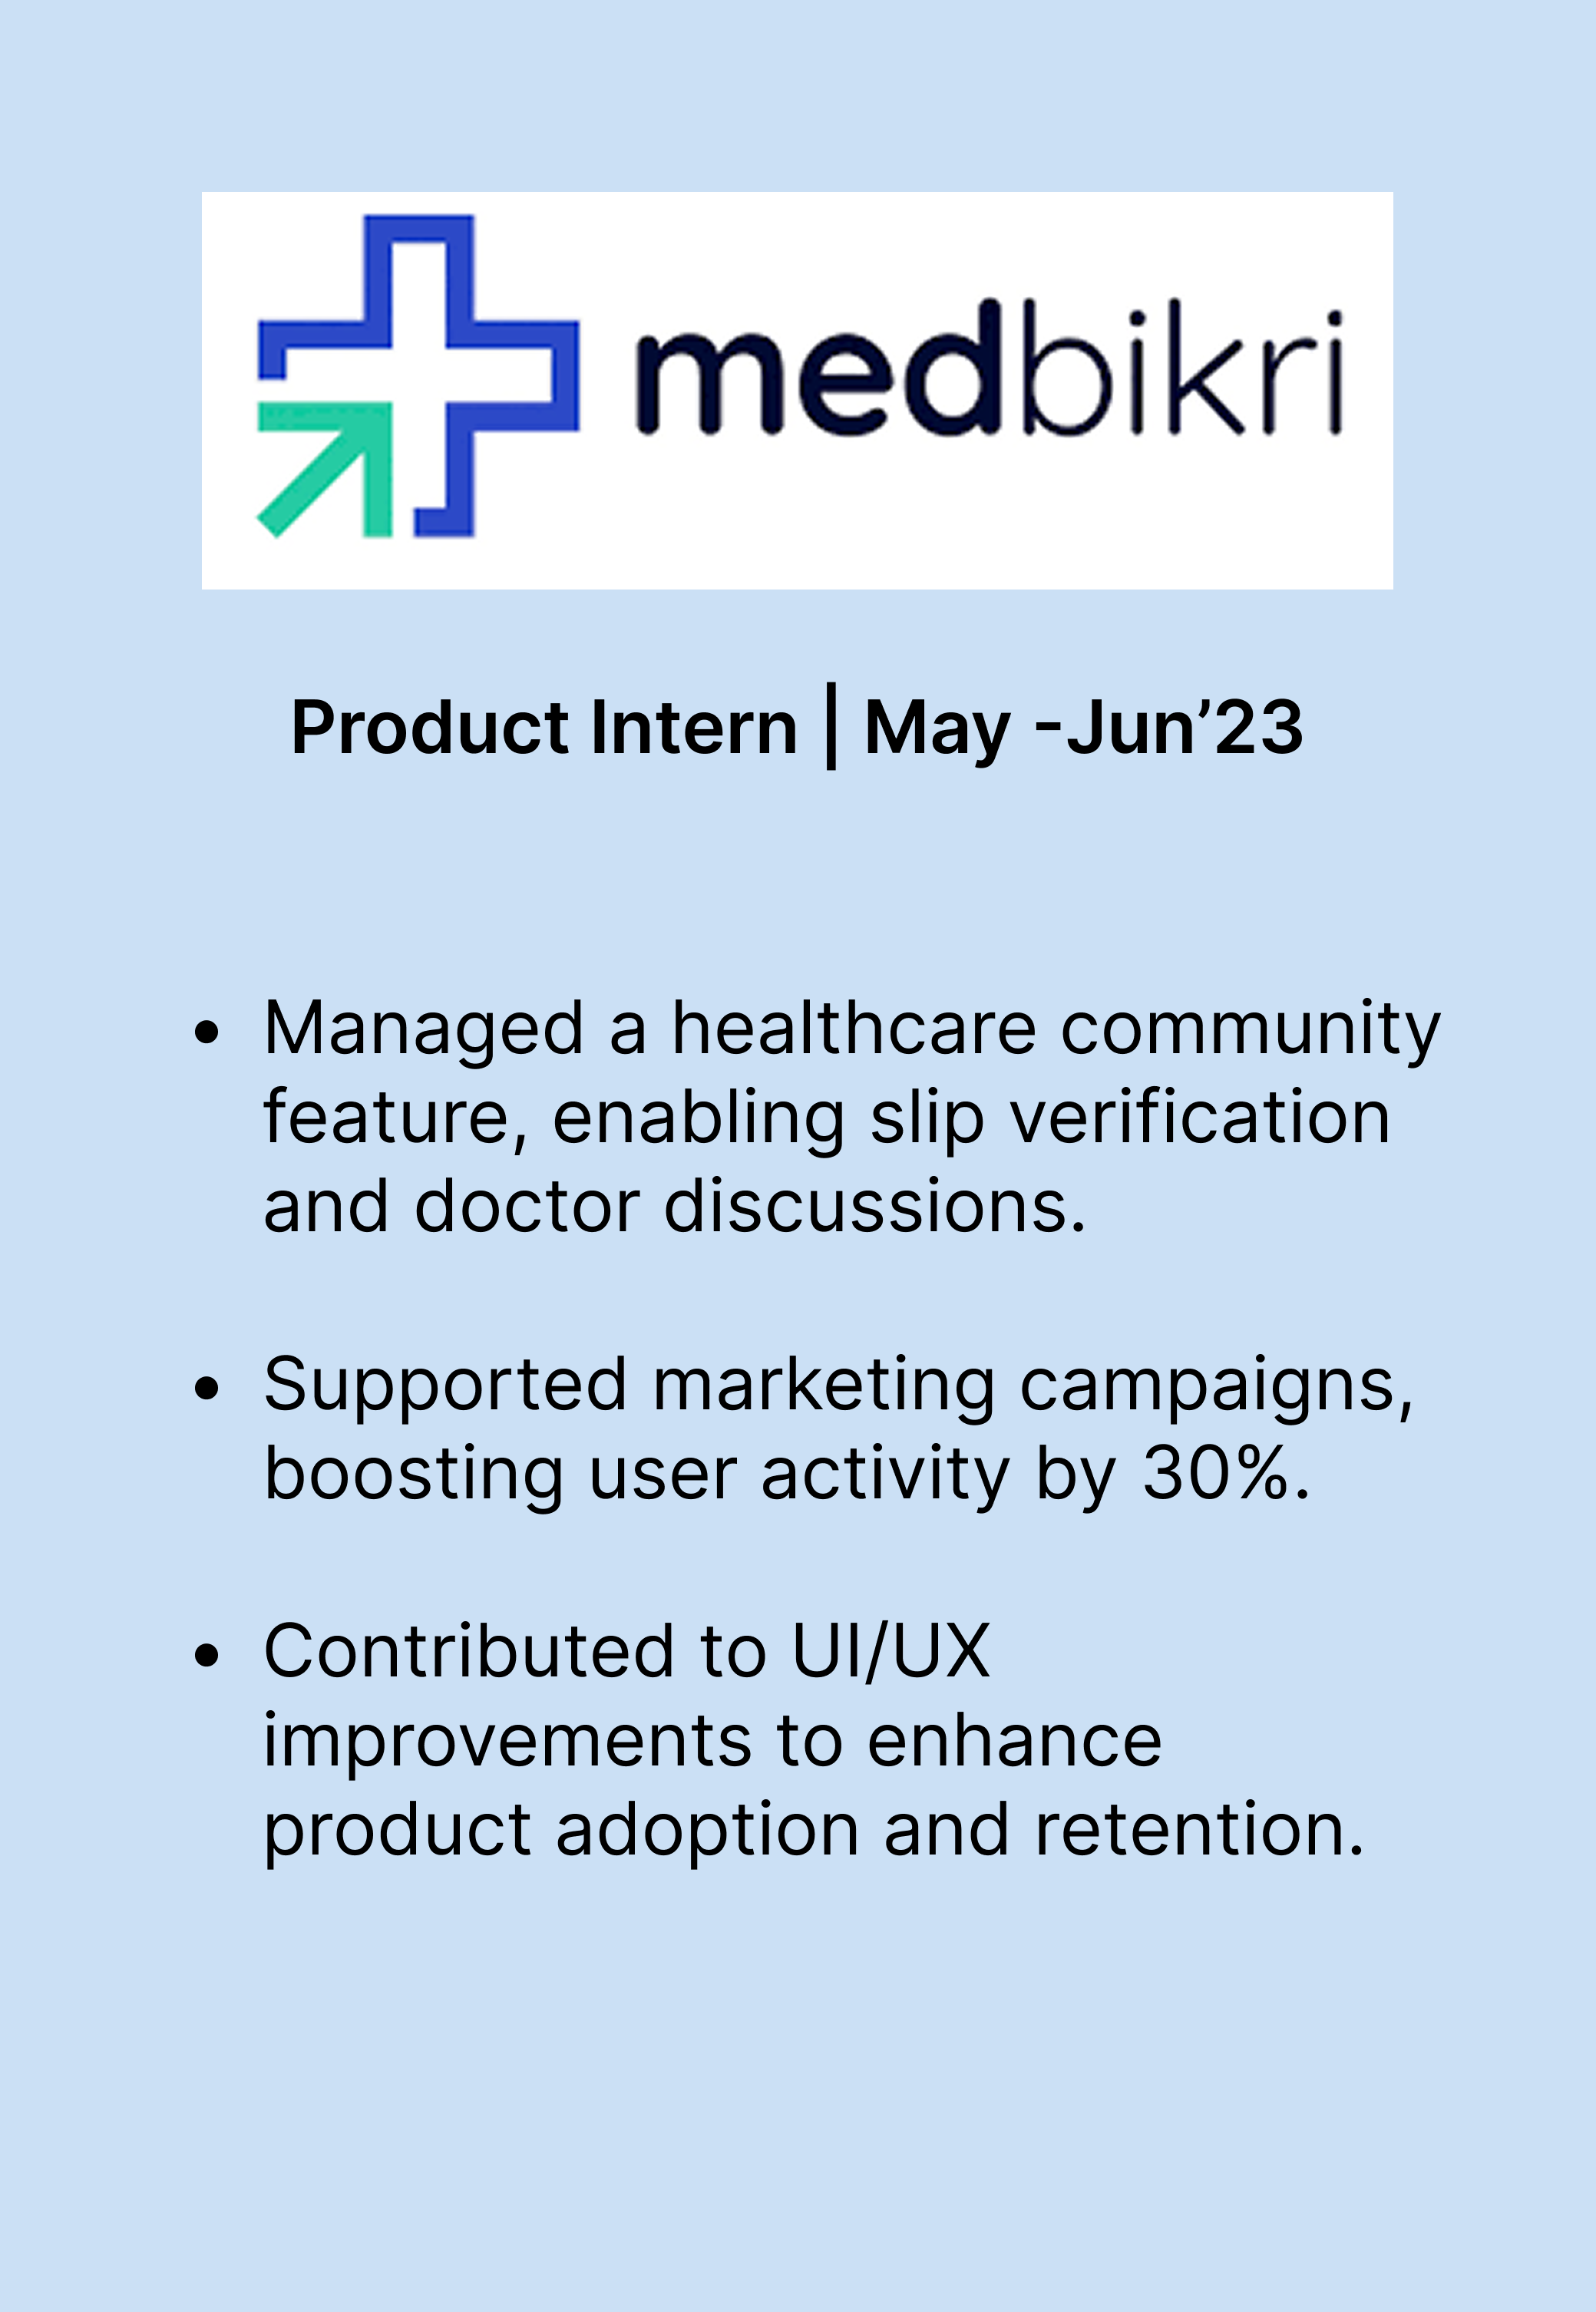 medbikri
Product Intern | May -Jun’23
• Managed a healthcare community
feature, enabling slip verification
and doctor discussions.
• Supported marketing campaigns,
boosting user activity by 30%.
• Contributed to UI/UX
improvements to enhance
product adoption and retention.